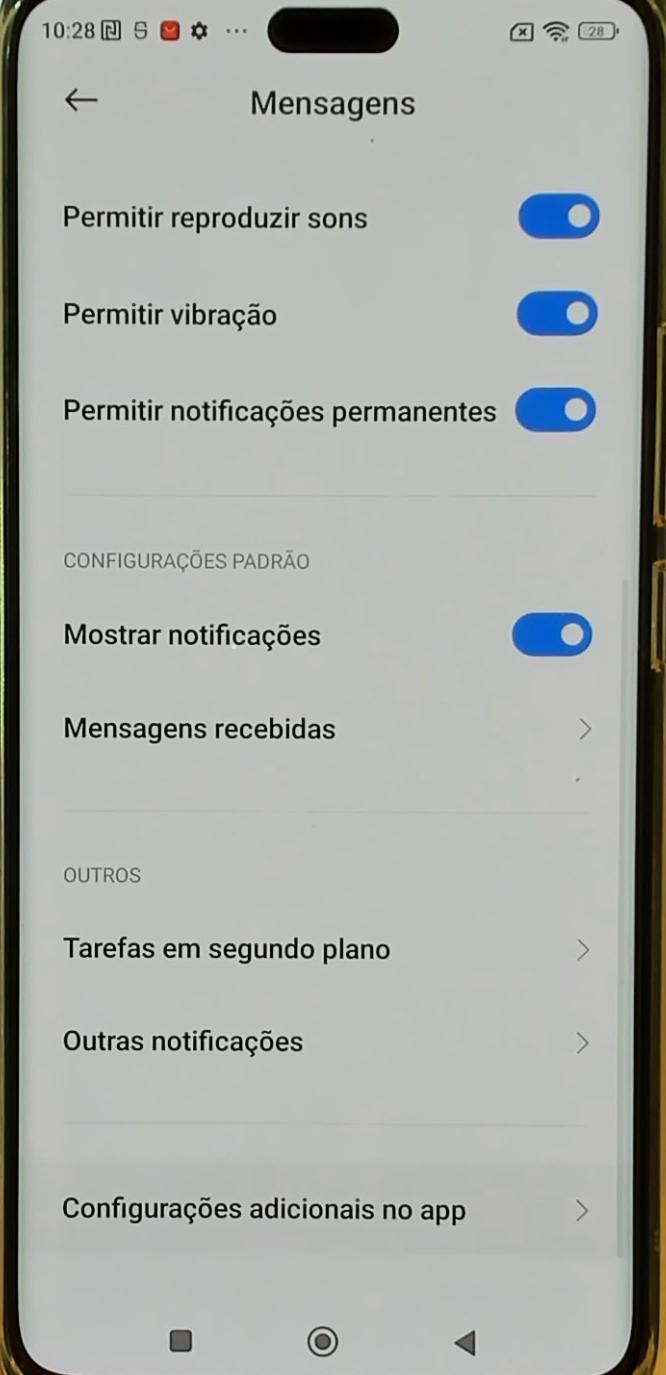 10:28
28
Mensagens
Permitir reproduzir sons
Permitir vibração
Permitir notificações permanentes
CONFIGURAÇÕES PADRÃO
Mostrar notificações
Mensagens recebidas
OUTROS
Tarefas em segundo plano
Outras notificações
Configurações adicionais no app